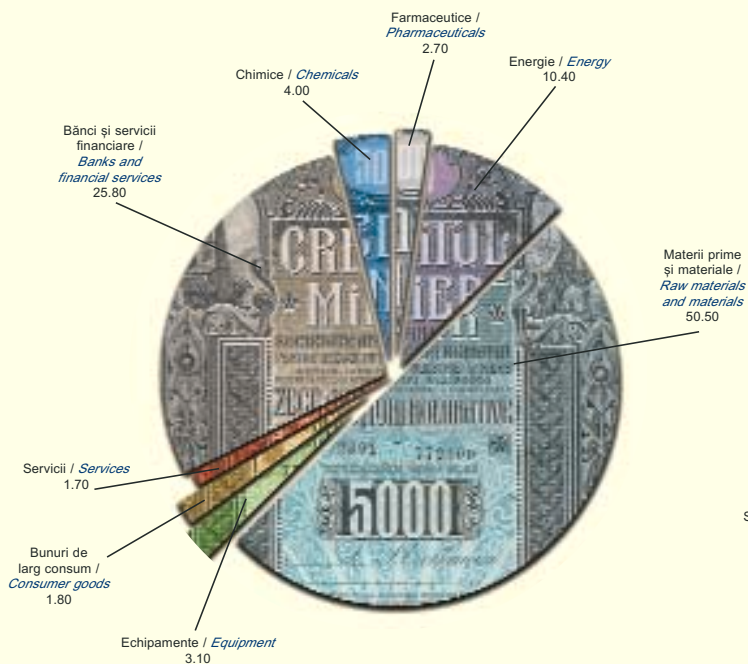 Farmaceutice /
Pharmaceuticals
2.70
Energie / Energy
10.40
Chimice / Chemicals
4.00
Bănci și servicii
financiare /
Banks and
financial services
25.80
Materii prime
și materiale /
Raw materials
and materials
50.50
Servicii / Services
1.70
Bunuri de
larg consum /
Consumer goods
1.80
Echipamente / Equipment
3.10
CREDITUL
MINIER
5000
S